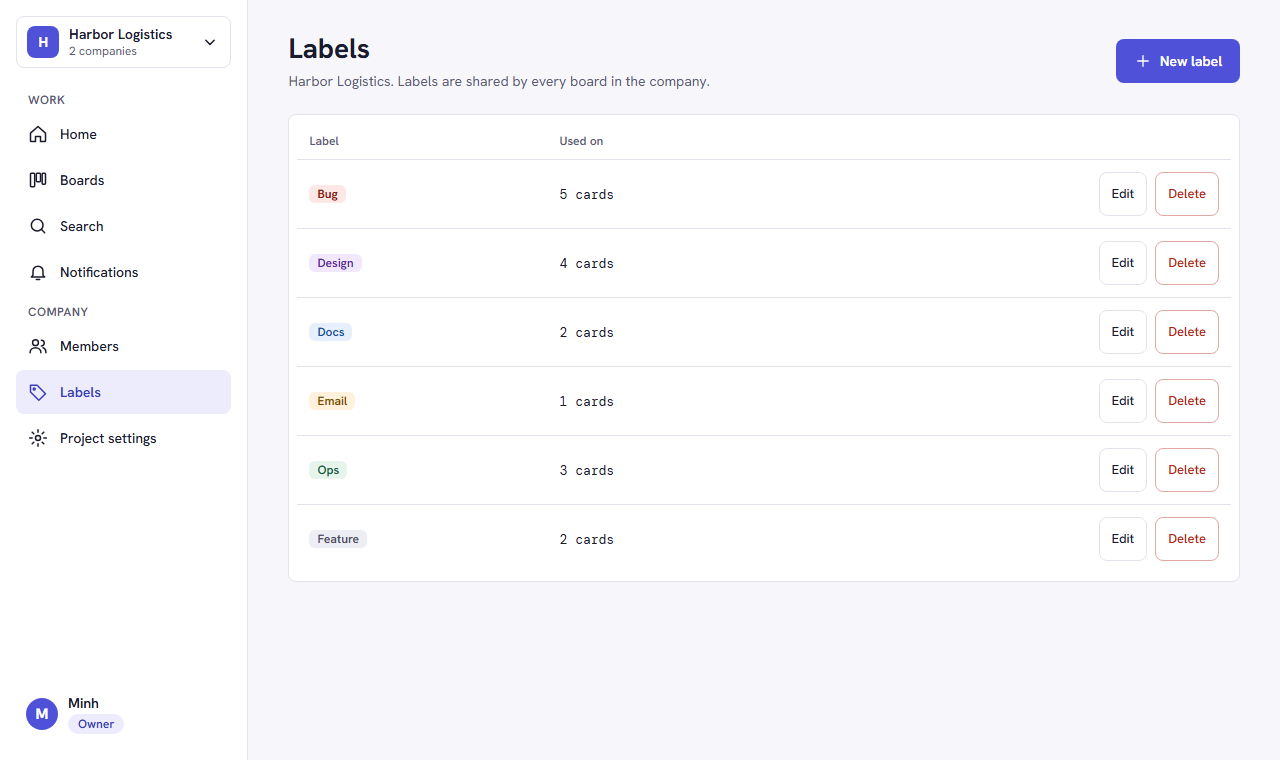 H
Harbor Logistics
2 companies
WORK
Home
Boards
Search
Notifications
COMPANY
Members
Labels
Project settings
M
Minh
Owner
Labels
Harbor Logistics. Labels are shared by every board in the company.
New label
Label Used on
Bug 5 cards Edit Delete
Design 4 cards Edit Delete
Docs 2 cards Edit Delete
Email 1 cards Edit Delete
Ops 3 cards Edit Delete
Feature 2 cards Edit Delete